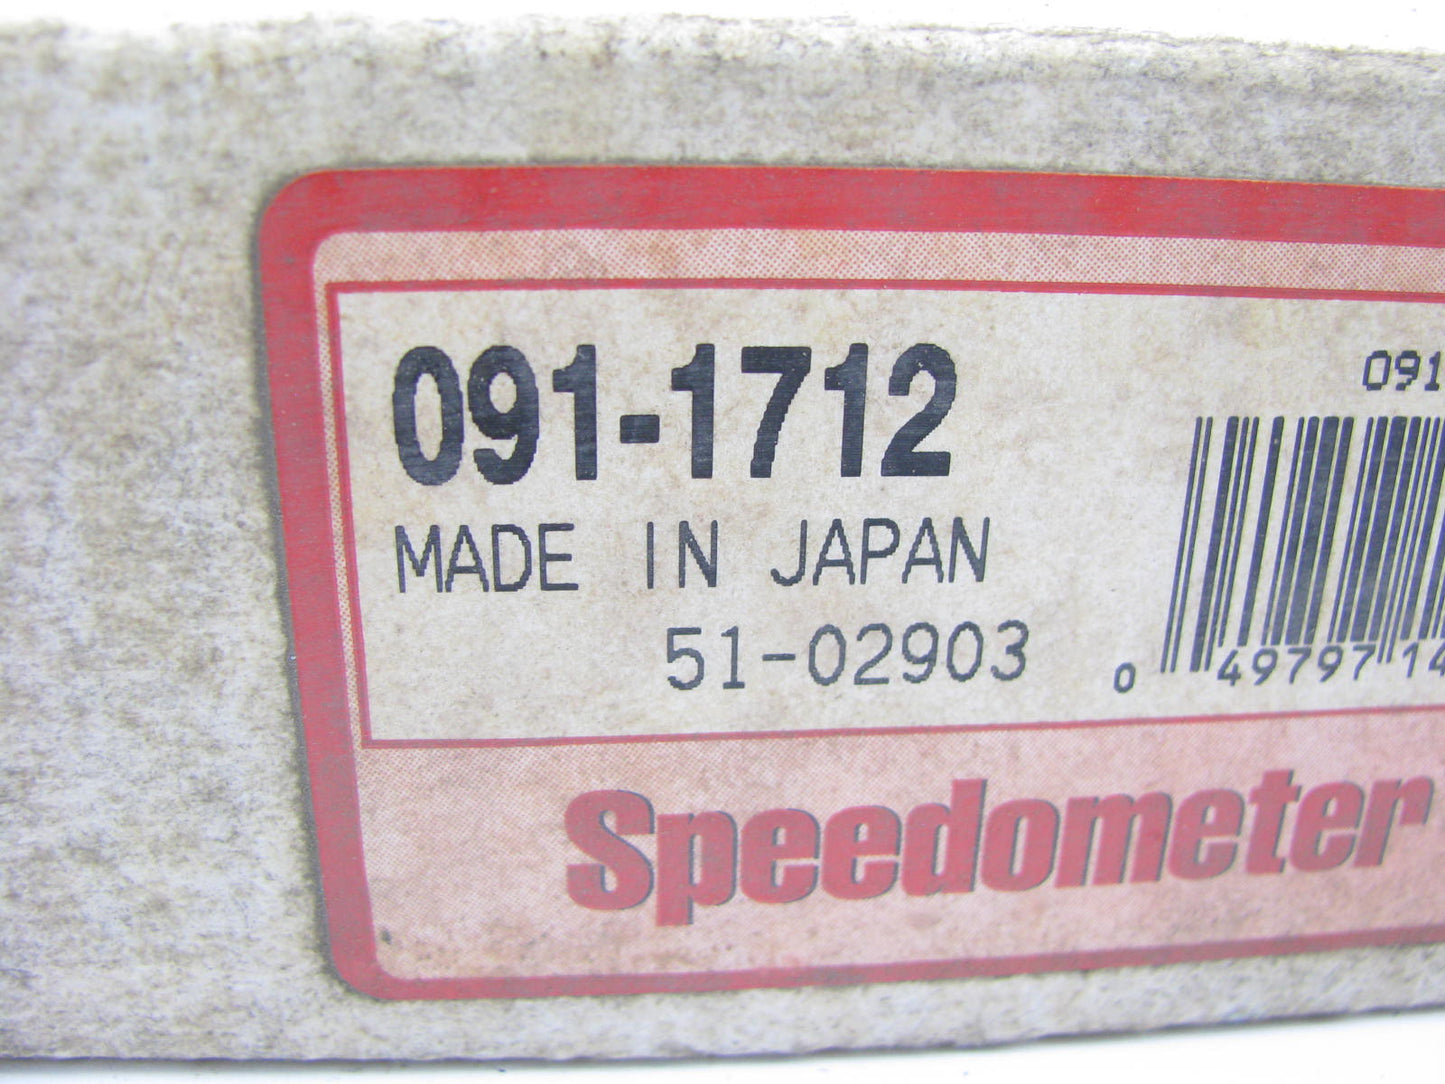 091-1712
MADE IN JAPAN
51-02903
091
0 49797 14
Speedometer